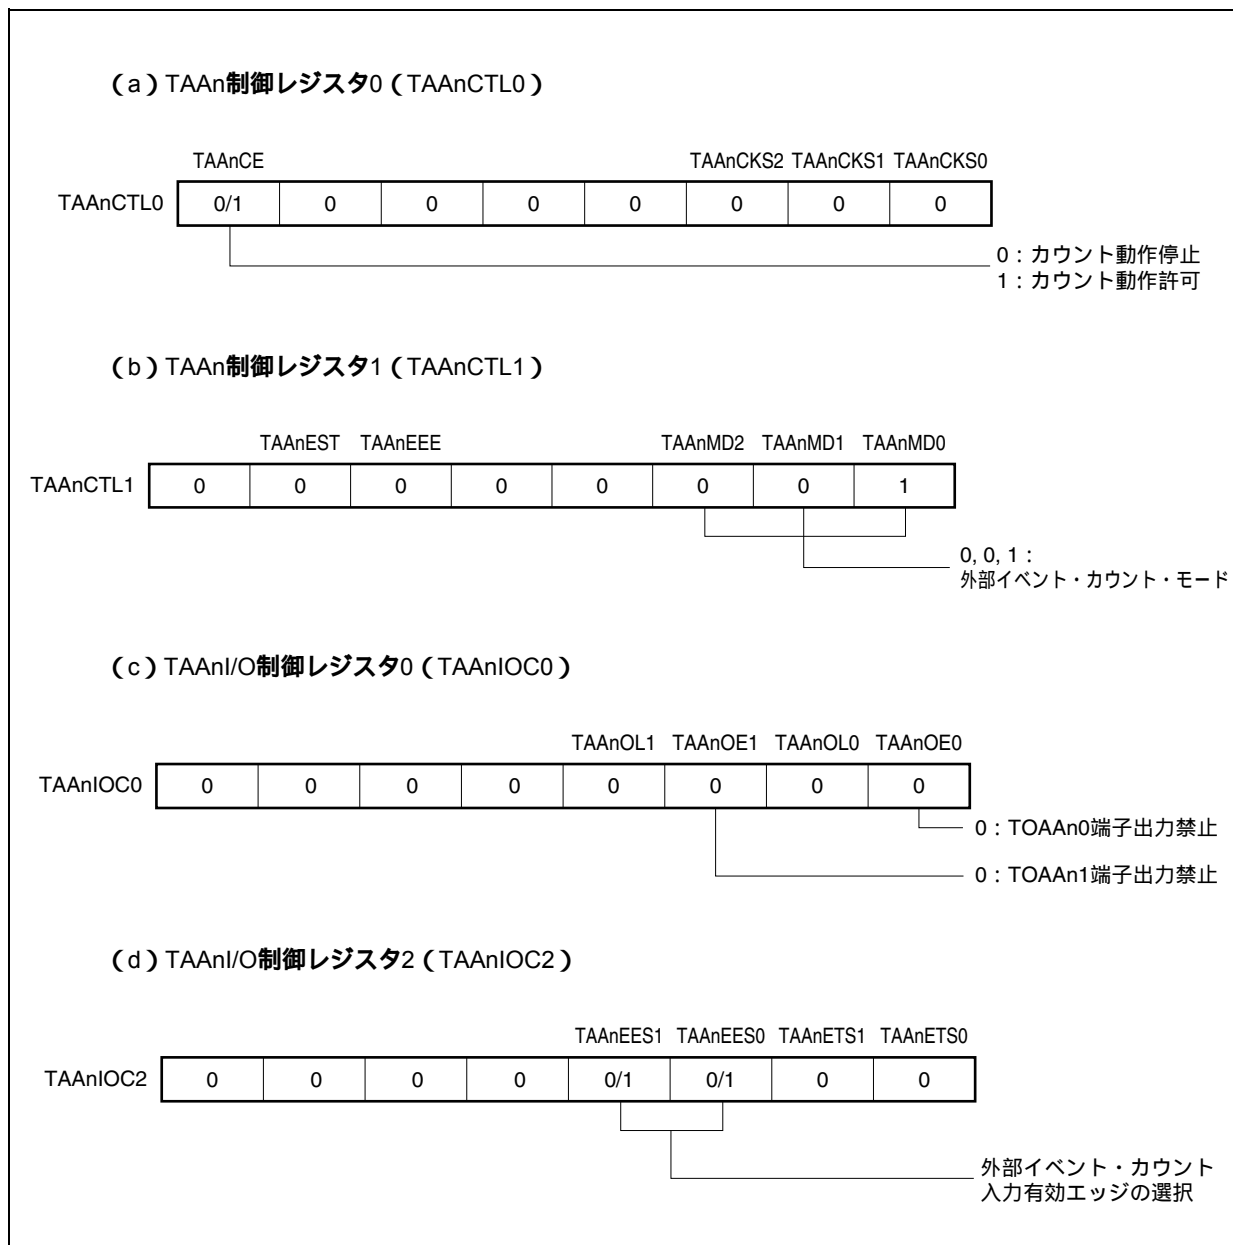 (a)TAAn制御レジスタ0(TAAnCTL0)
TAAnCE TAAnCKS2 TAAnCKS1 TAAnCKS0
TAAnCTL0 0/1 0 0 0 0 0 0 0
0:カウント動作停止
1:カウント動作許可
(b)TAAn制御レジスタ1(TAAnCTL1)
TAAnEST TAAnEEE TAAnMD2 TAAnMD1 TAAnMD0
TAAnCTL1 0 0 0 0 0 0 0 1
0, 0, 1:
外部イベント・カウント・モード
(c)TAAnI/O制御レジスタ0(TAAnIOC0)
TAAnOL1 TAAnOE1 TAAnOL0 TAAnOE0
TAAnIOC0 0 0 0 0 0 0 0 0
0:TOAAn0端子出力禁止
0:TOAAn1端子出力禁止
(d)TAAnI/O制御レジスタ2(TAAnIOC2)
TAAnEES1 TAAnEES0 TAAnETS1 TAAnETS0
TAAnIOC2 0 0 0 0 0/1 0/1 0 0
外部イベント・カウント
入力有効エッジの選択